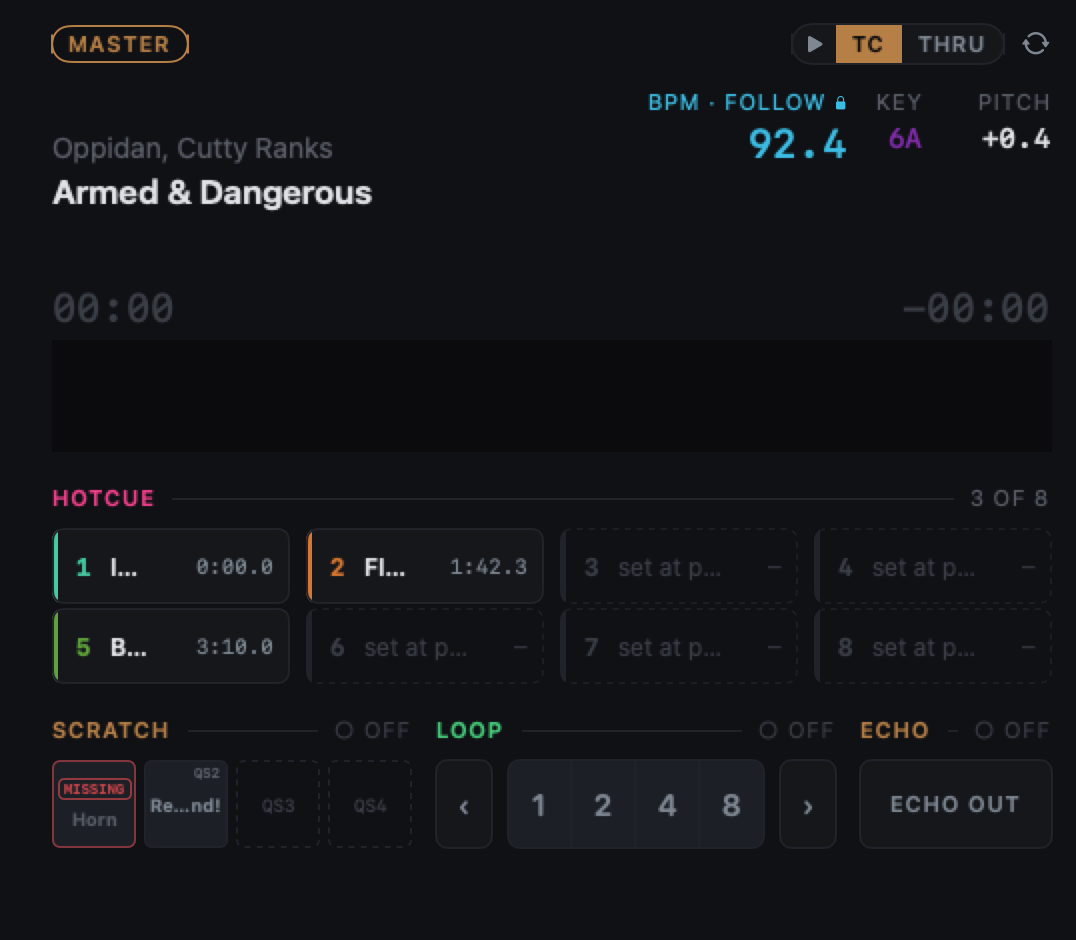 MASTER
TC THRU
BPM · FOLLOW KEY PITCH
92.4 6A +0.4
Oppidan, Cutty Ranks
Armed & Dangerous
00:00 −00:00
HOTCUE 3 OF 8
1 I... 0:00.0
2 Fl... 1:42.3
3 set at p... —
4 set at p... —
5 B... 3:10.0
6 set at p... —
7 set at p... —
8 set at p... —
SCRATCH OFF
LOOP OFF
ECHO OFF
MISSING
Horn
QS2
Re...nd!
QS3
QS4
‹ 1 2 4 8 ›
ECHO OUT